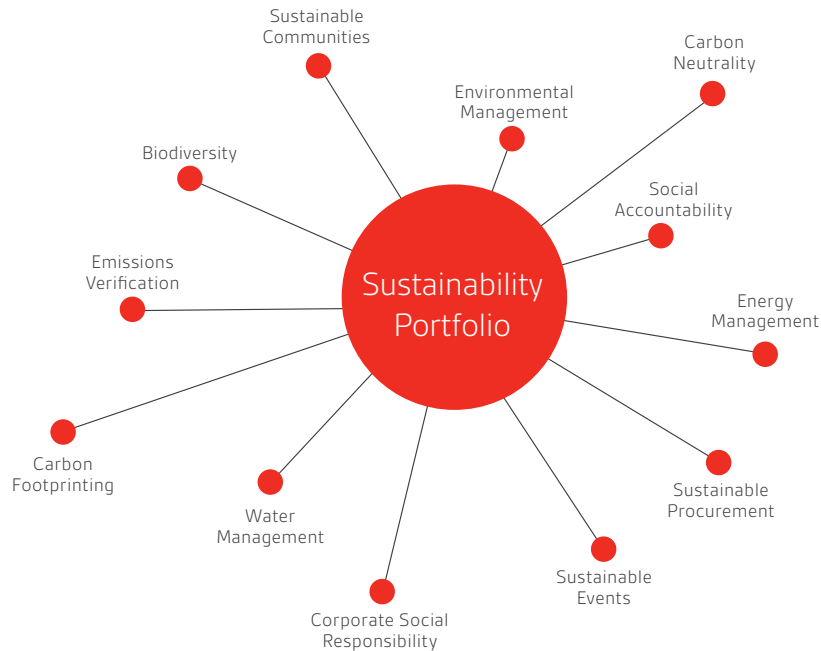 Sustainable
Communities
Carbon
Neutrality
Environmental
Management
Biodiversity
Social
Accountability
Emissions
Verification
Sustainability
Portfolio
Energy
Management
Carbon
Footprinting
Sustainable
Procurement
Water
Management
Sustainable
Events
Corporate Social
Responsibility